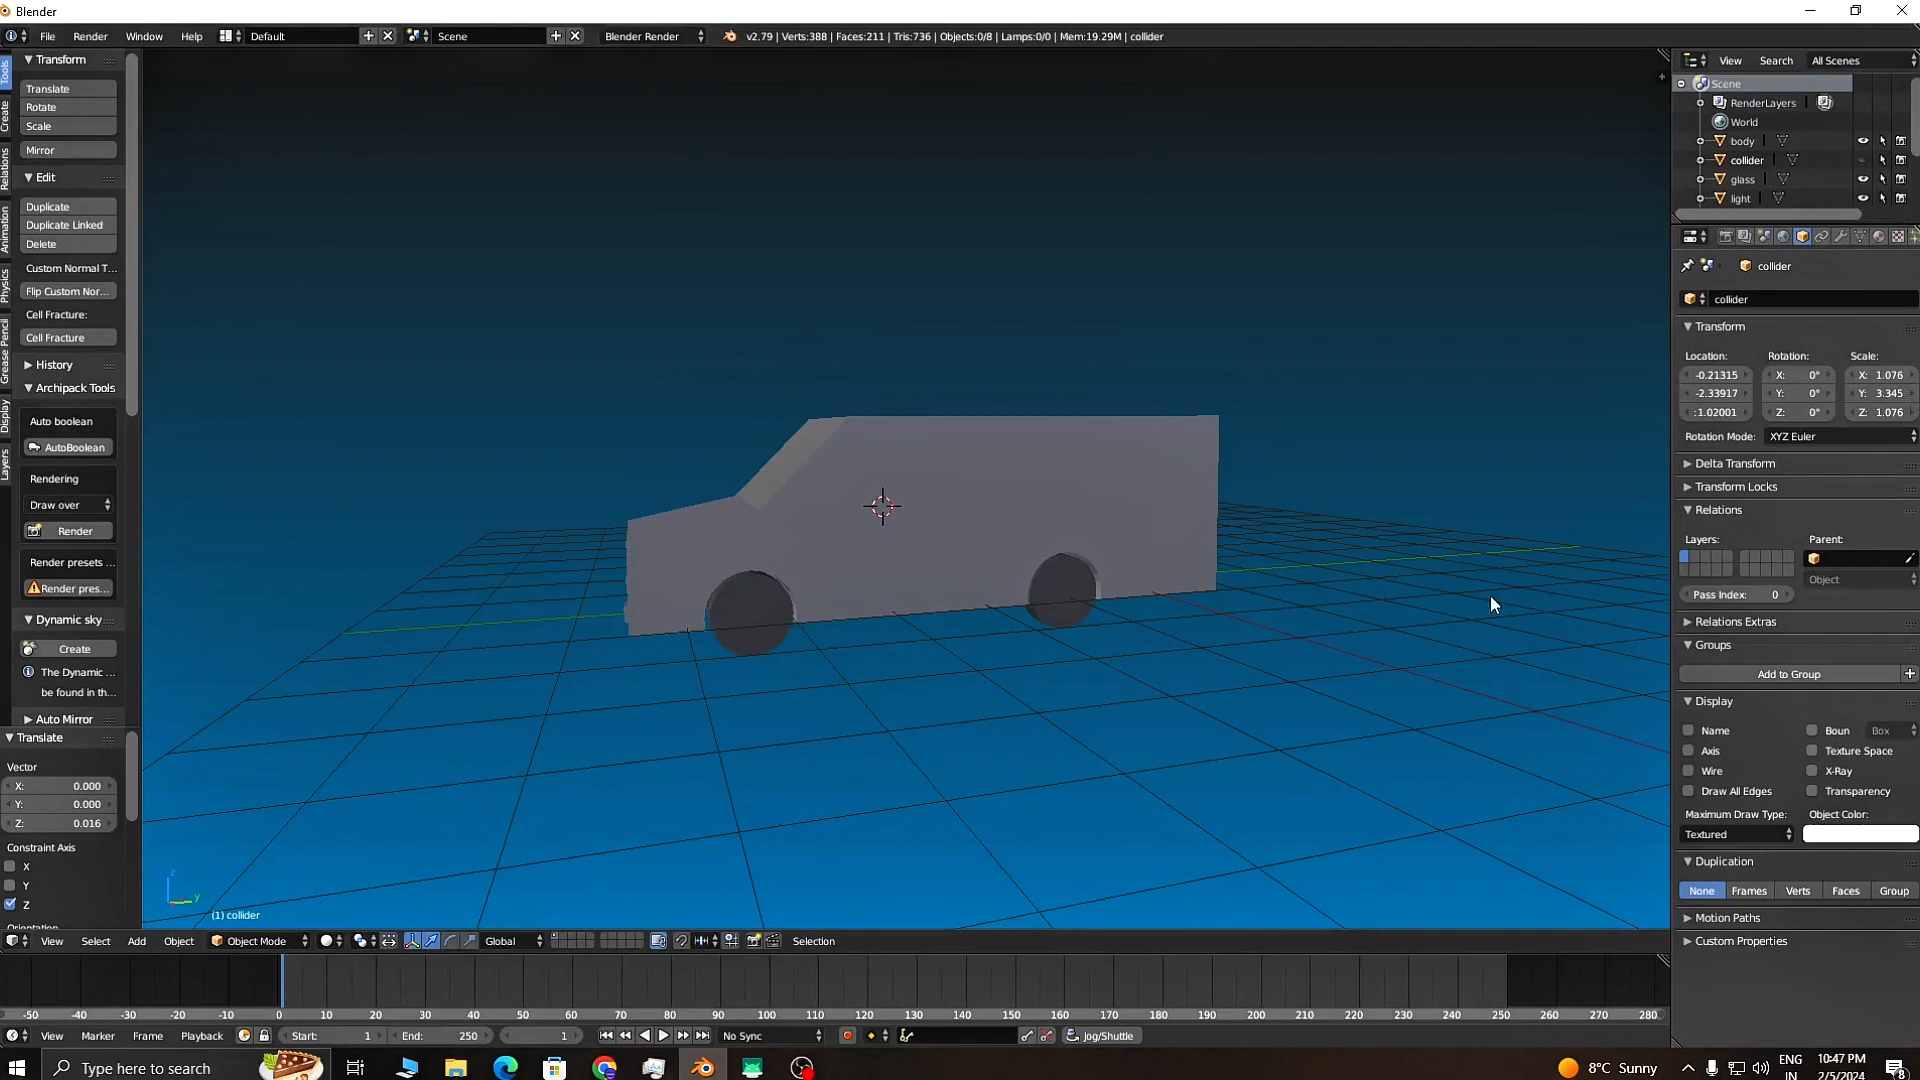 Blender
File Render Window Help Default Scene Blender Render v2.79 | Verts:388 | Faces:211 | Tris:736 | Objects:0/8 | Lamps:0/0 | Mem:19.29M | collider
Tools
Create
Relations
Animation
Physics
Grease Pencil
Display
Layers
Transform
Translate
Rotate
Scale
Mirror
Edit
Duplicate
Duplicate Linked
Delete
Custom Normal T...
Flip Custom Nor...
Cell Fracture:
Cell Fracture
History
Archipack Tools
Auto boolean
AutoBoolean
Rendering
Draw over
Render
Render presets ...
Render pres...
Dynamic sky
Create
The Dynamic ...
be found in th...
Auto Mirror
Translate
Vector
X: 0.000
Y: 0.000
Z: 0.016
Constraint Axis
X
Y
Z
z
y
(1) collider
View Search All Scenes
Scene
RenderLayers
World
body
collider
glass
light
collider
collider
Transform
Location: Rotation: Scale:
-0.21315 X: 0° X: 1.076
-2.33917 Y: 0° Y: 3.345
:1.02001 Z: 0° Z: 1.076
Rotation Mode: XYZ Euler
Delta Transform
Transform Locks
Relations
Layers: Parent:
Object
Pass Index: 0
Relations Extras
Groups
Add to Group
Display
Name Boun Box
Axis Texture Space
Wire X-Ray
Draw All Edges Transparency
Maximum Draw Type: Object Color:
Textured
Duplication
None Frames Verts Faces Group
Motion Paths
Custom Properties
View Select Add Object Object Mode Global Selection
-50 -40 -30 -20 -10 0 10 20 30 40 50 60 70 80 90 100 110 120 130 140 150 160 170 180 190 200 210 220 230 240 250 260 270 280
View Marker Frame Playback Start: 1 End: 250 1 No Sync Jog/Shuttle
Type here to search 8°C Sunny ENG 10:47 PM
IN 2/5/2024 8